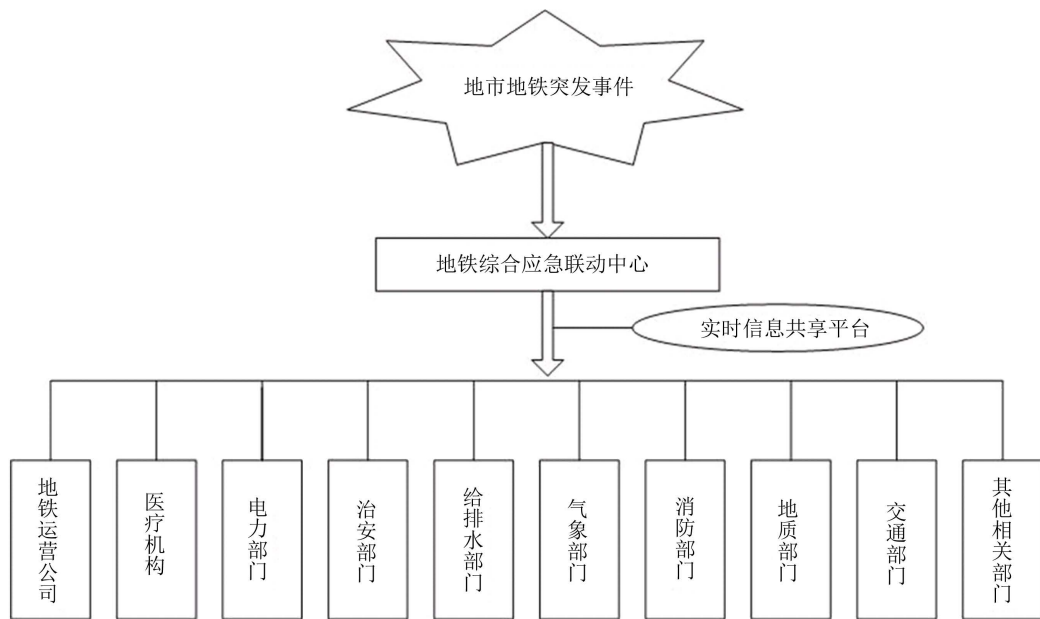 地市地铁突发事件
地铁综合应急联动中心
实时信息共享平台
地铁运营公司
医疗机构
电力部门
治安部门
给排水部门
气象部门
消防部门
地质部门
交通部门
其他相关部门